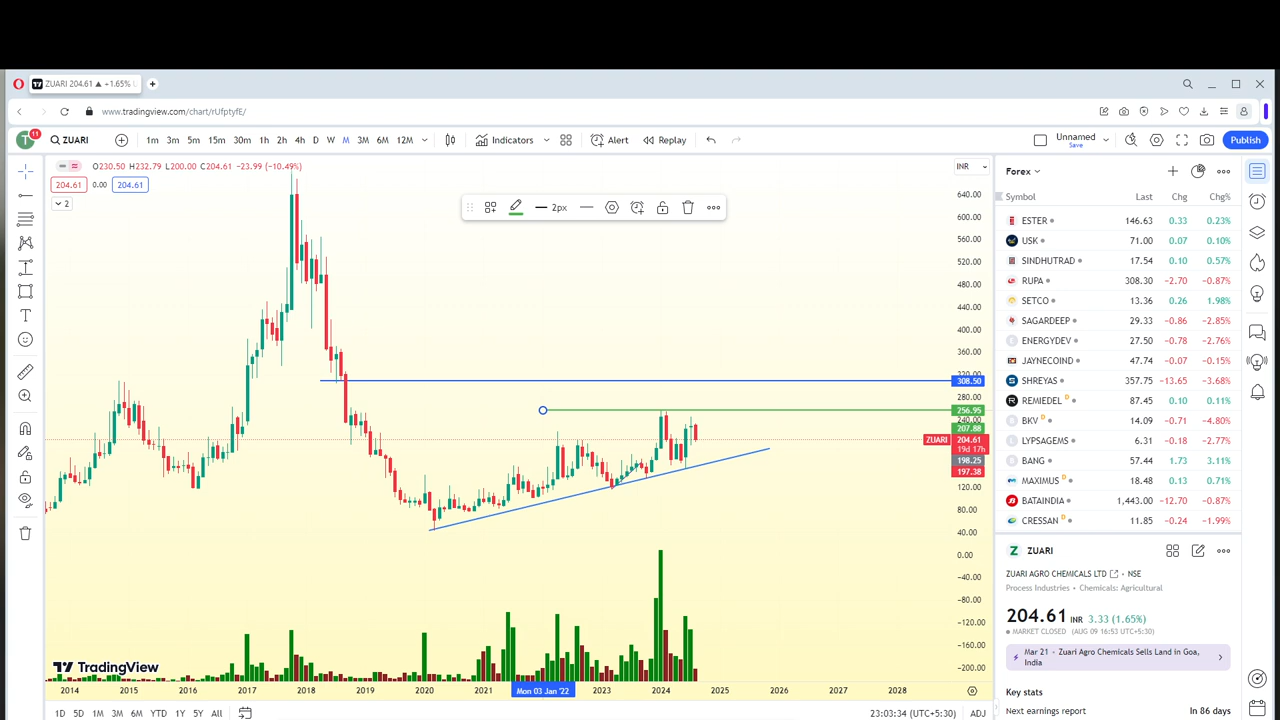 ZUARI 204.61 ▲ +1.65%
www.tradingview.com/chart/rUfptyfE/
T 11 ZUARI 1m 3m 5m 15m 30m 1h 2h 4h D W M 3M 6M 12M Indicators Alert Replay Unnamed Save Publish
O230.50 H232.79 L200.00 C204.61 −23.99 (−10.49%)
204.61 0.00 204.61
2
2px
INR
640.00
600.00
560.00
520.00
480.00
440.00
400.00
360.00
320.00
308.50
280.00
256.95
240.00
207.88
ZUARI 204.61
19d 17h
198.25
197.38
120.00
80.00
40.00
0.00
−40.00
−80.00
−120.00
−160.00
−200.00
TradingView
2014 2015 2016 2017 2018 2019 2020 2021 Mon 03 Jan '22 2023 2024 2025 2026 2027 2028
1D 5D 1M 3M 6M YTD 1Y 5Y All 23:03:34 (UTC+5:30) ADJ
Forex
Symbol Last Chg Chg%
ESTER 146.63 0.33 0.23%
USK 71.00 0.07 0.10%
SINDHUTRAD 17.54 0.10 0.57%
RUPA 308.30 −2.70 −0.87%
SETCO 13.36 0.26 1.98%
SAGARDEEP 29.33 −0.86 −2.85%
ENERGYDEV 27.50 −0.78 −2.76%
JAYNECOIND 47.74 −0.07 −0.15%
SHREYAS 357.75 −13.65 −3.68%
REMIEDEL D 87.45 0.10 0.11%
BKV D 14.09 −0.71 −4.80%
LYPSAGEMS 6.31 −0.18 −2.77%
BANG 57.44 1.73 3.11%
MAXIMUS D 18.48 0.13 0.71%
BATAINDIA 1,443.00 −12.70 −0.87%
CRESSAN D 11.85 −0.24 −1.99%
Z ZUARI
ZUARI AGRO CHEMICALS LTD • NSE
Process Industries • Chemicals: Agricultural
204.61 INR 3.33 (1.65%)
MARKET CLOSED (AUG 09 16:53 UTC+5:30)
Mar 21 • Zuari Agro Chemicals Sells Land in Goa,
India
Key stats
Next earnings report In 86 days